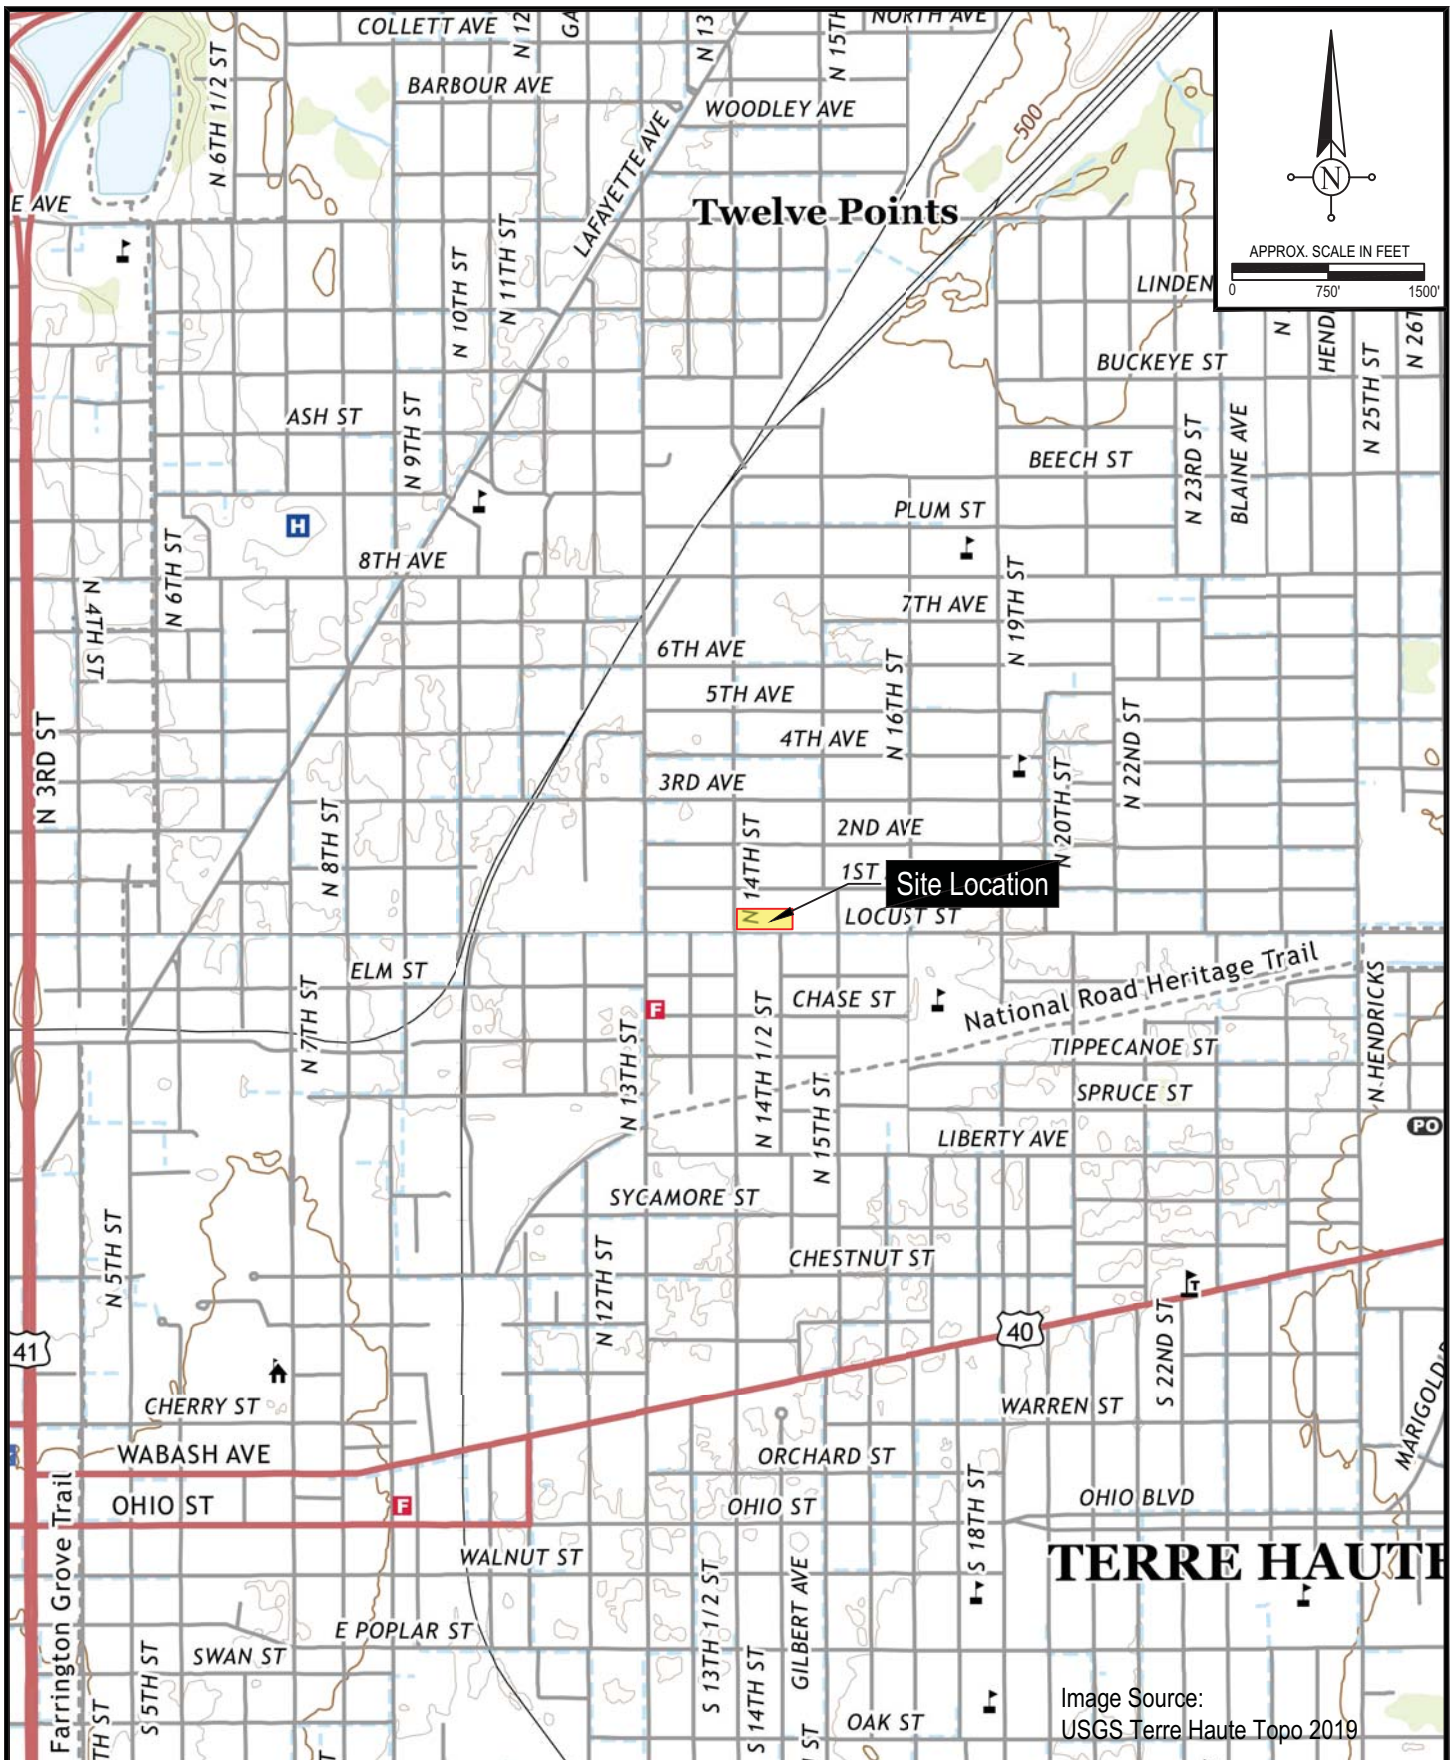 COLLETT AVE
N 12
GA
N 13
N 15TH
NORTH AVE
N 6TH 1/2 ST
BARBOUR AVE
WOODLEY AVE
500
LAFAYETTE AVE
N
APPROX. SCALE IN FEET
0 750' 1500'
E AVE
Twelve Points
N 10TH ST
N 11TH ST
LINDEN
N
HEND
N 26T
BUCKEYE ST
N 25TH ST
ASH ST
N 9TH ST
BEECH ST
N 23RD ST
BLAINE AVE
PLUM ST
H
8TH AVE
N 6TH ST
N 4TH ST
7TH AVE
N 19TH ST
6TH AVE
N 16TH ST
5TH AVE
4TH AVE
N 22ND ST
N 3RD ST
3RD AVE
N 20TH ST
N 8TH ST
N 14TH ST
2ND AVE
1ST
Site Location
LOCUST ST
ELM ST
N 7TH ST
National Road Heritage Trail
N HENDRICKS
F
CHASE ST
N 14TH 1/2 ST
N 13TH ST
TIPPECANOE ST
N 15TH ST
SPRUCE ST
PO
LIBERTY AVE
SYCAMORE ST
N 5TH ST
N 12TH ST
CHESTNUT ST
T
41
40
S 22ND ST
CHERRY ST
WARREN ST
MARIGOLD
WABASH AVE
ORCHARD ST
Farrington Grove Trail
OHIO ST
F
OHIO ST
S 18TH ST
OHIO BLVD
WALNUT ST
TERRE HAUTE
S 13TH 1/2 ST
GILBERT AVE
E POPLAR ST
SWAN ST
S 5TH ST
S 14TH ST
TH ST
T
ST
OAK ST
Image Source:
USGS Terre Haute Topo 2019